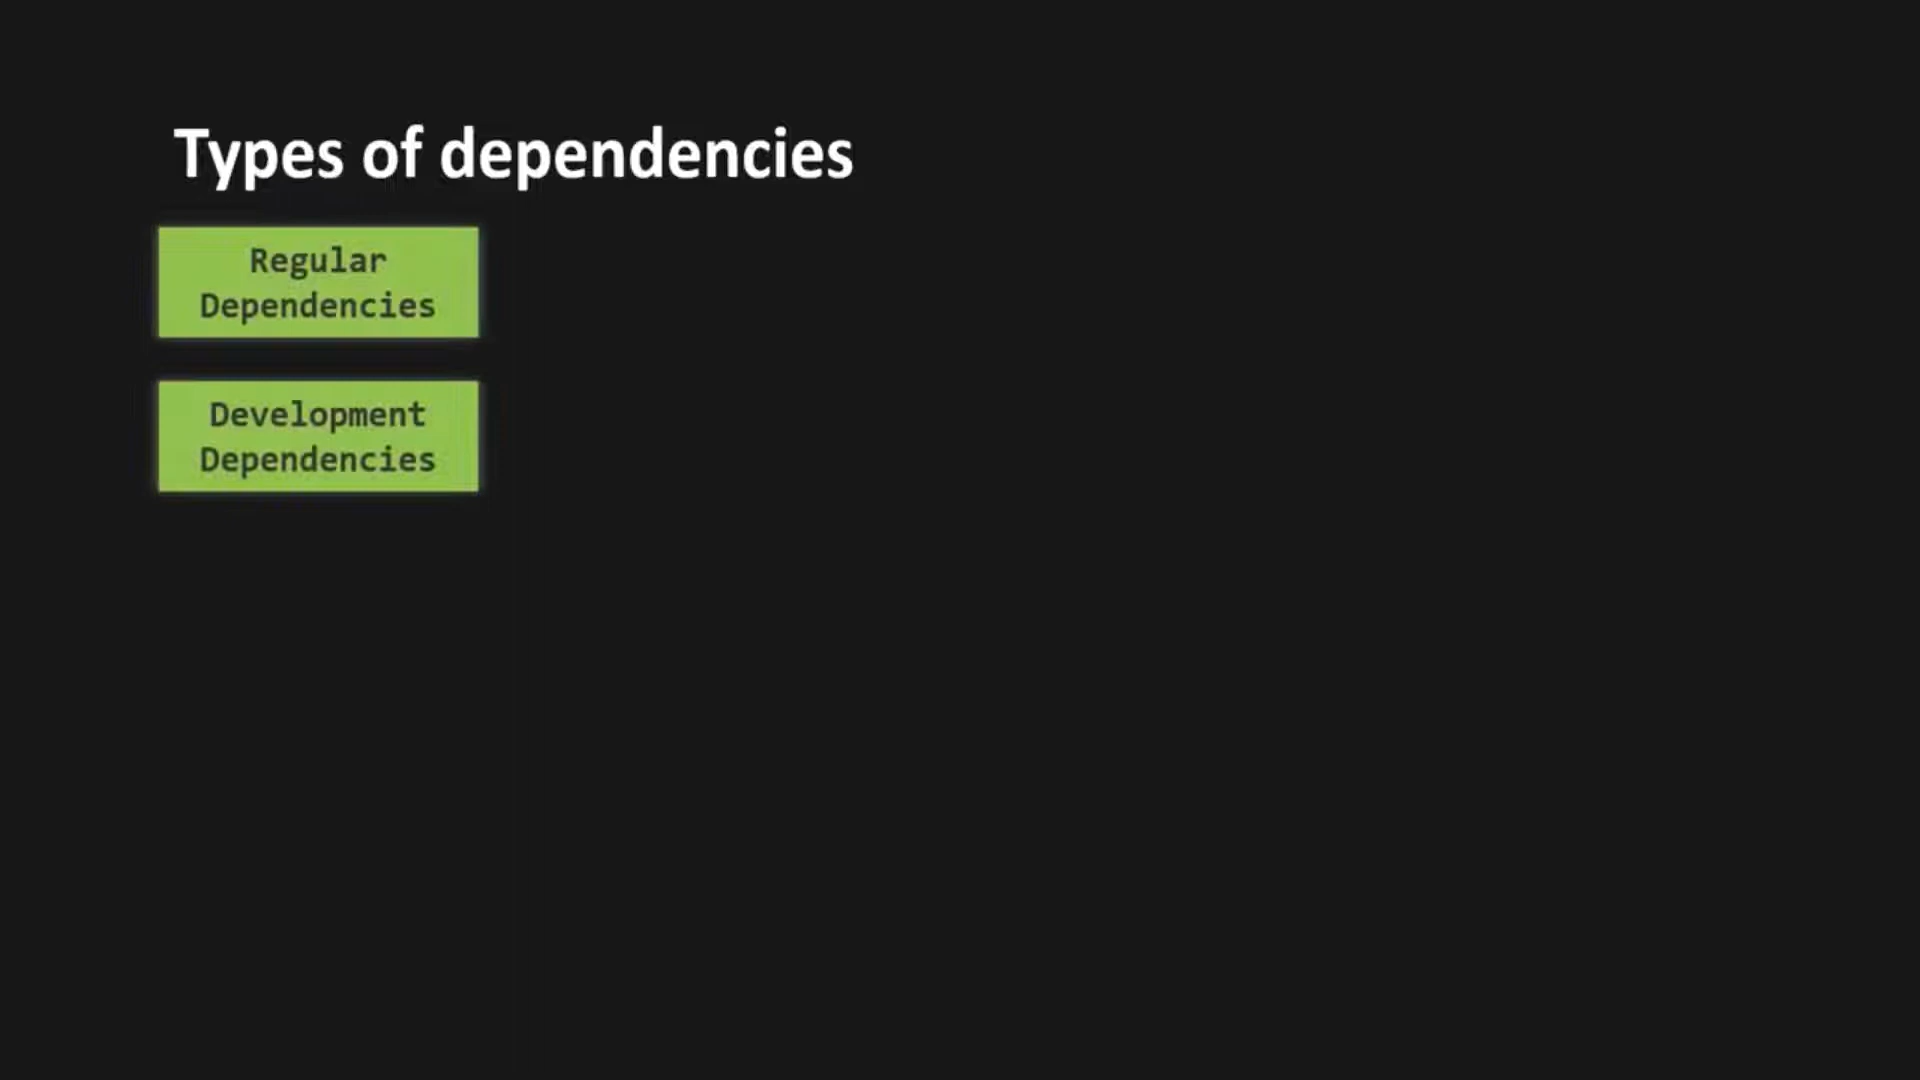 Types of dependencies
Regular
Dependencies
Development
Dependencies